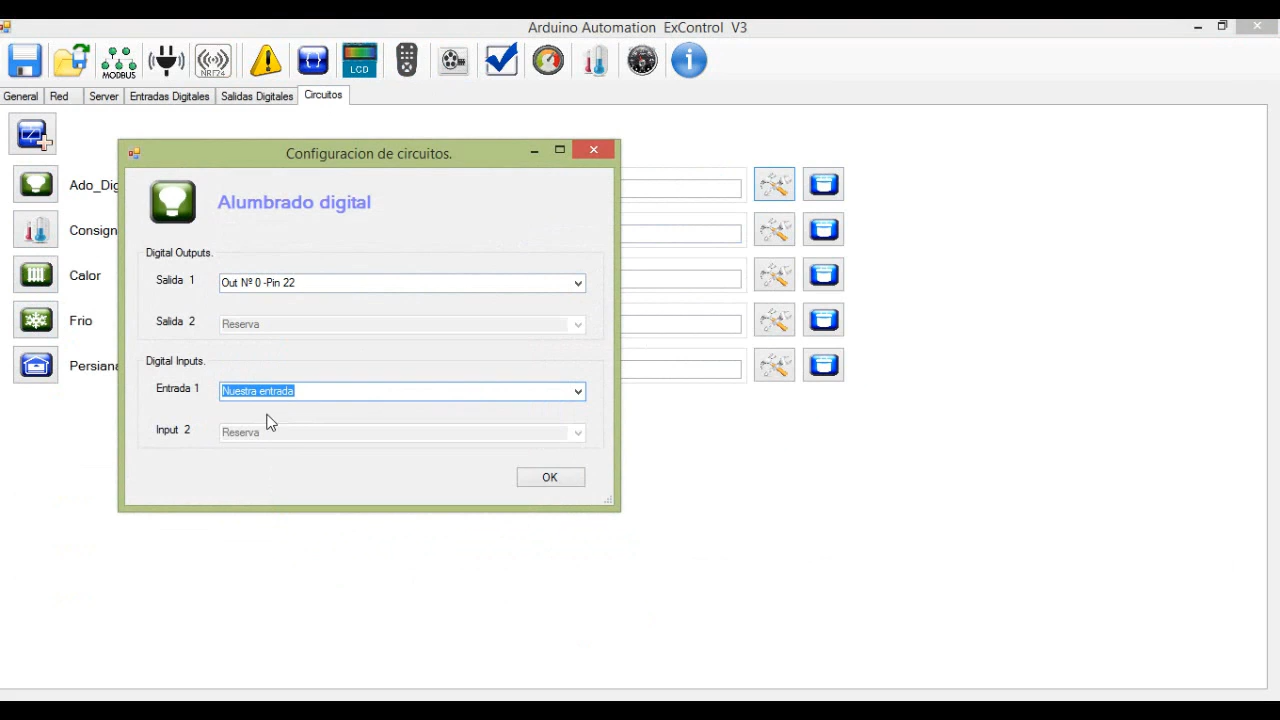 Arduino Automation ExControl V3
MODBUS
NRF24
LCD
General Red Server Entradas Digitales Salidas Digitales Circuitos
Configuracion de circuitos.
Alumbrado digital
Digital Outputs.
Salida 1 Out Nº 0 -Pin 22
Salida 2 Reserva
Digital Inputs.
Entrada 1 Nuestra entrada
Input 2 Reserva
OK
Ado_Dig
Consign
Calor
Frio
Persiana